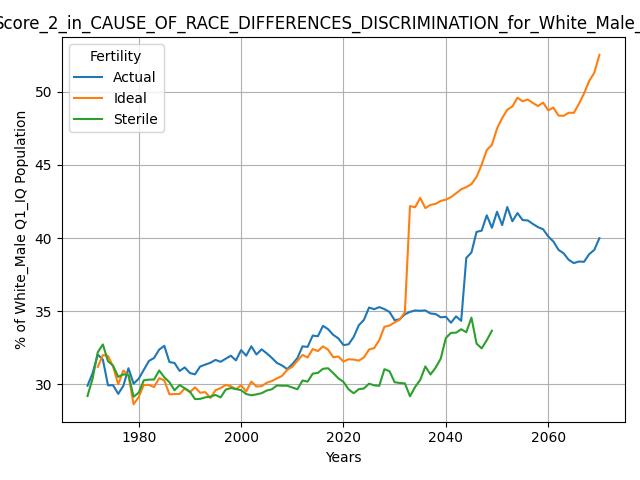 Score_2_in_CAUSE_OF_RACE_DIFFERENCES_DISCRIMINATION_for_White_Male_
Fertility
Actual
Ideal
Sterile
% of White_Male Q1_IQ Population
50
45
40
35
30
1980 2000 2020 2040 2060
Years